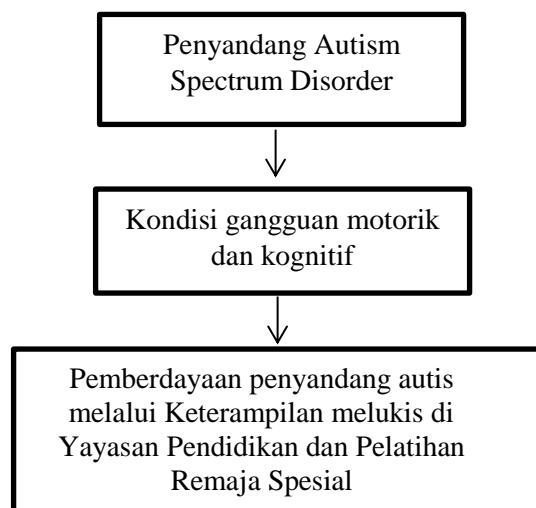 Penyandang Autism
Spectrum Disorder
Kondisi gangguan motorik
dan kognitif
Pemberdayaan penyandang autis
melalui Keterampilan melukis di
Yayasan Pendidikan dan Pelatihan
Remaja Spesial